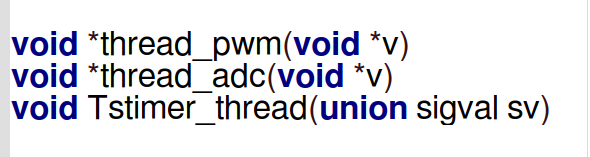 void *thread_pwm(void *v)
void *thread_adc(void *v)
void Tstimer_thread(union sigval sv)